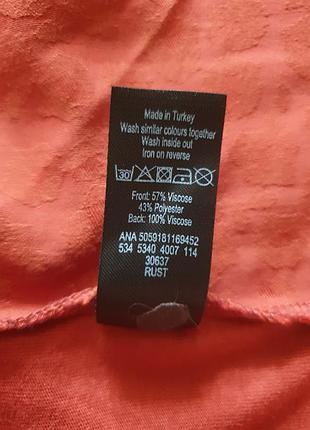 Made in Turkey
Wash similar colours together
Wash inside out
Iron on reverse
30
Front: 57% Viscose
43% Polyester
Back: 100% Viscose
ANA 5059181169452
534 5340 4007 114
30637
RUST